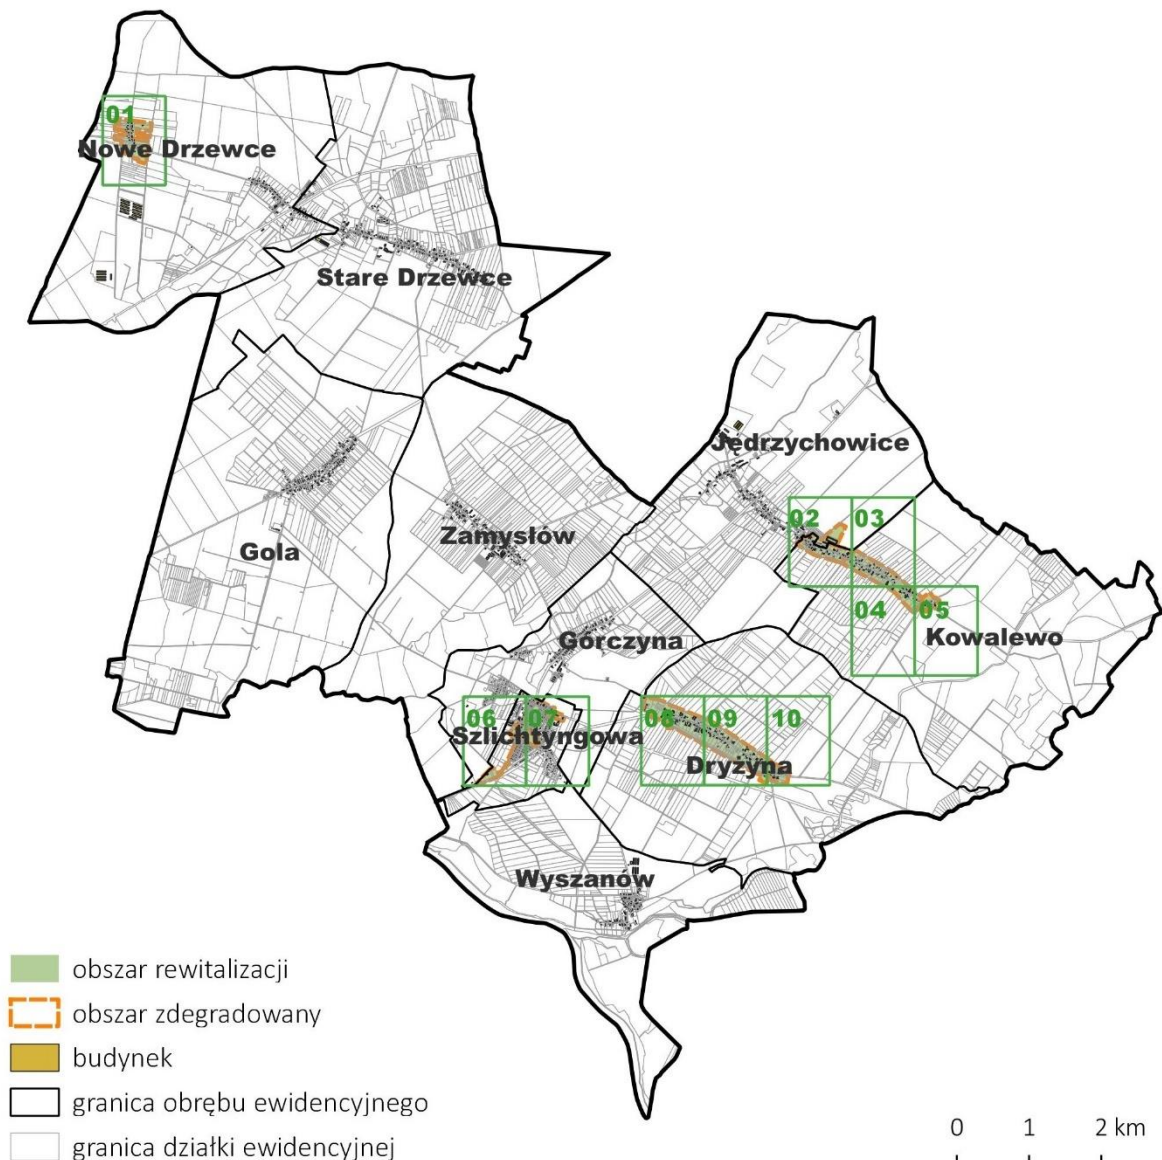 01
Nowe Drzewce
Stare Drzewce
Jędrzychowice
02 03
Zamysłów
Gola
04 05
Kowalewo
Górczyna
06 07
08 09 10
Szlichtyngowa
Dryżyna
Wyszanów
obszar rewitalizacji
obszar zdegradowany
budynek
granica obrębu ewidencyjnego
granica działki ewidencyjnej
0 1 2 km